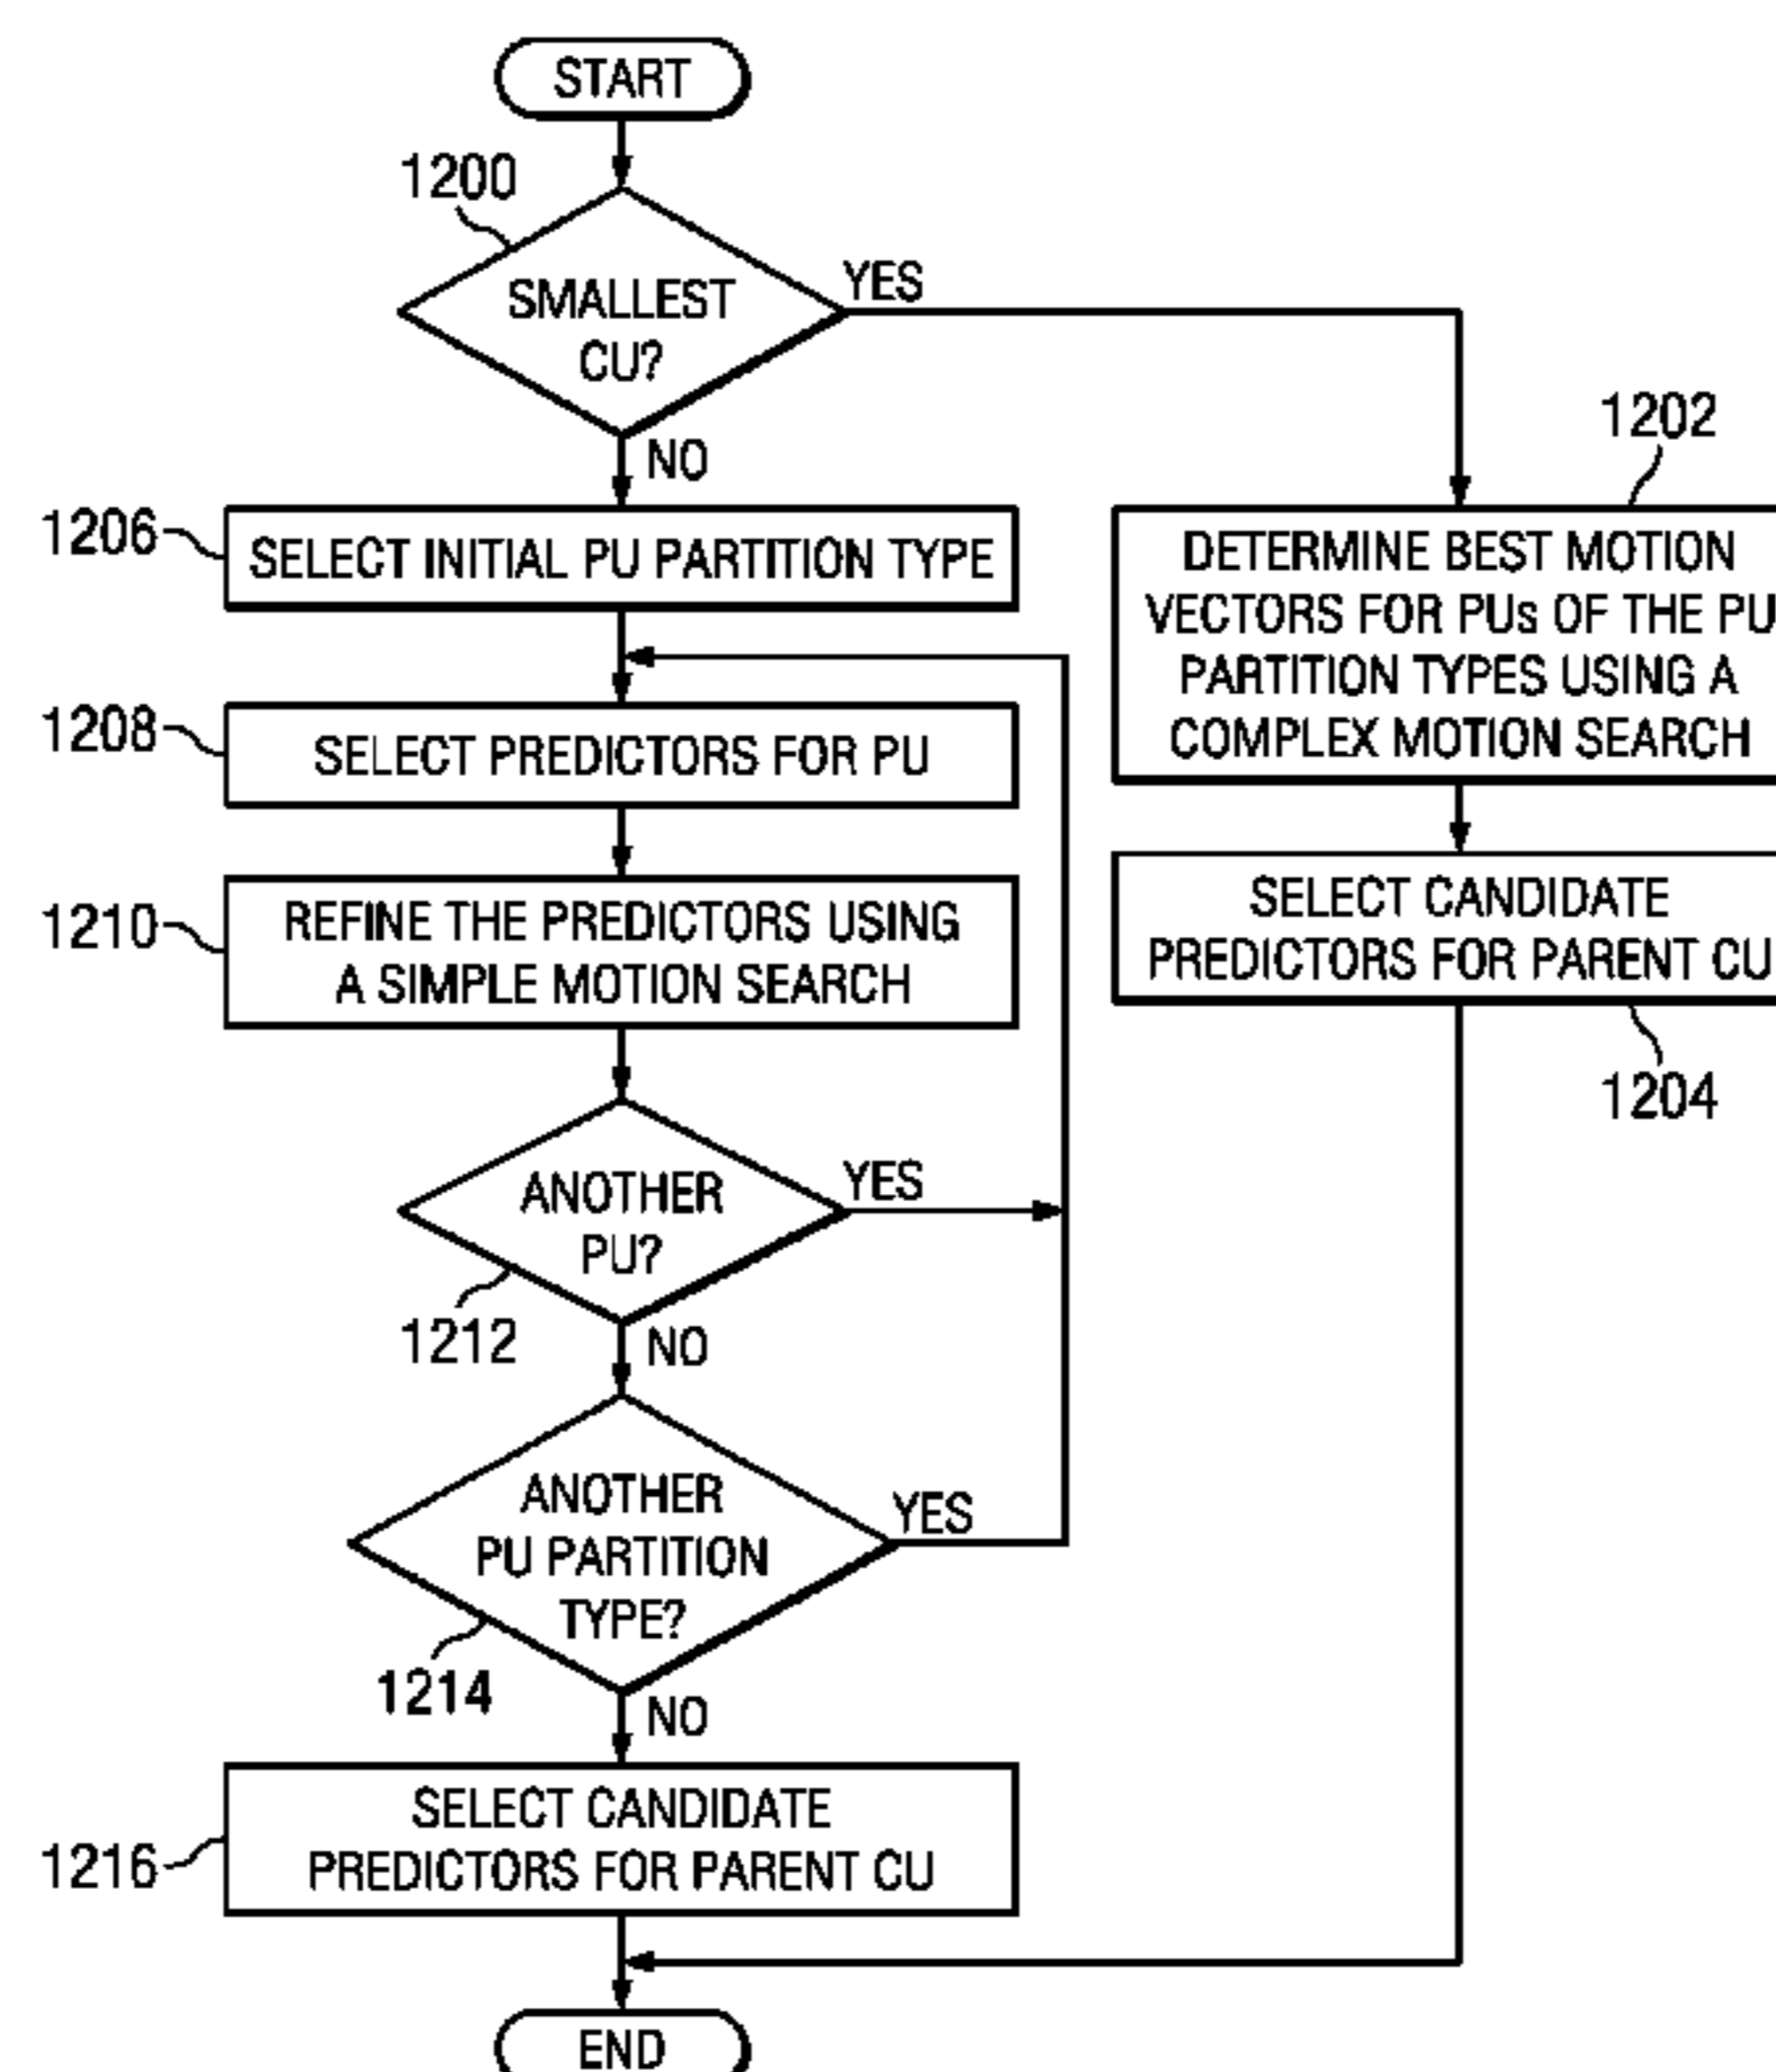 START
1200
SMALLEST
CU?
YES
NO
1202
1206
SELECT INITIAL PU PARTITION TYPE
DETERMINE BEST MOTION
VECTORS FOR PUs OF THE PU
PARTITION TYPES USING A
COMPLEX MOTION SEARCH
1208
SELECT PREDICTORS FOR PU
SELECT CANDIDATE
PREDICTORS FOR PARENT CU
1204
1210
REFINE THE PREDICTORS USING
A SIMPLE MOTION SEARCH
ANOTHER
PU?
YES
1212
NO
ANOTHER
PU PARTITION
TYPE?
YES
1214
NO
1216
SELECT CANDIDATE
PREDICTORS FOR PARENT CU
END